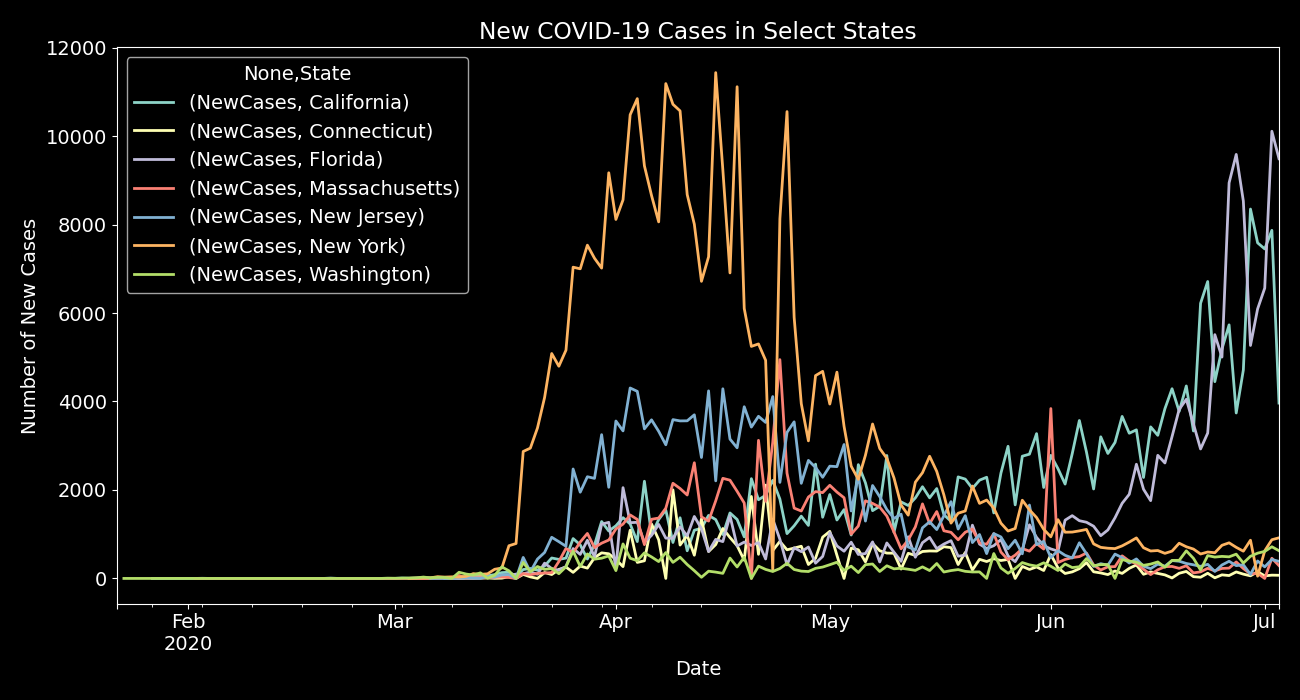 New COVID-19 Cases in Select States
12000
10000
8000
6000
4000
2000
0
Number of New Cases
None,State
(NewCases, California)
(NewCases, Connecticut)
(NewCases, Florida)
(NewCases, Massachusetts)
(NewCases, New Jersey)
(NewCases, New York)
(NewCases, Washington)
Feb Mar Apr May Jun Jul
2020
Date